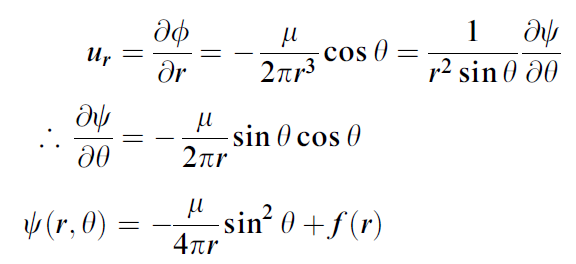 u_r = ∂ϕ/∂r = − μ/(2πr³) cos θ = 1/(r² sin θ) ∂ψ/∂θ
∴ ∂ψ/∂θ = − μ/(2πr) sin θ cos θ
ψ(r, θ) = − μ/(4πr) sin² θ + f(r)